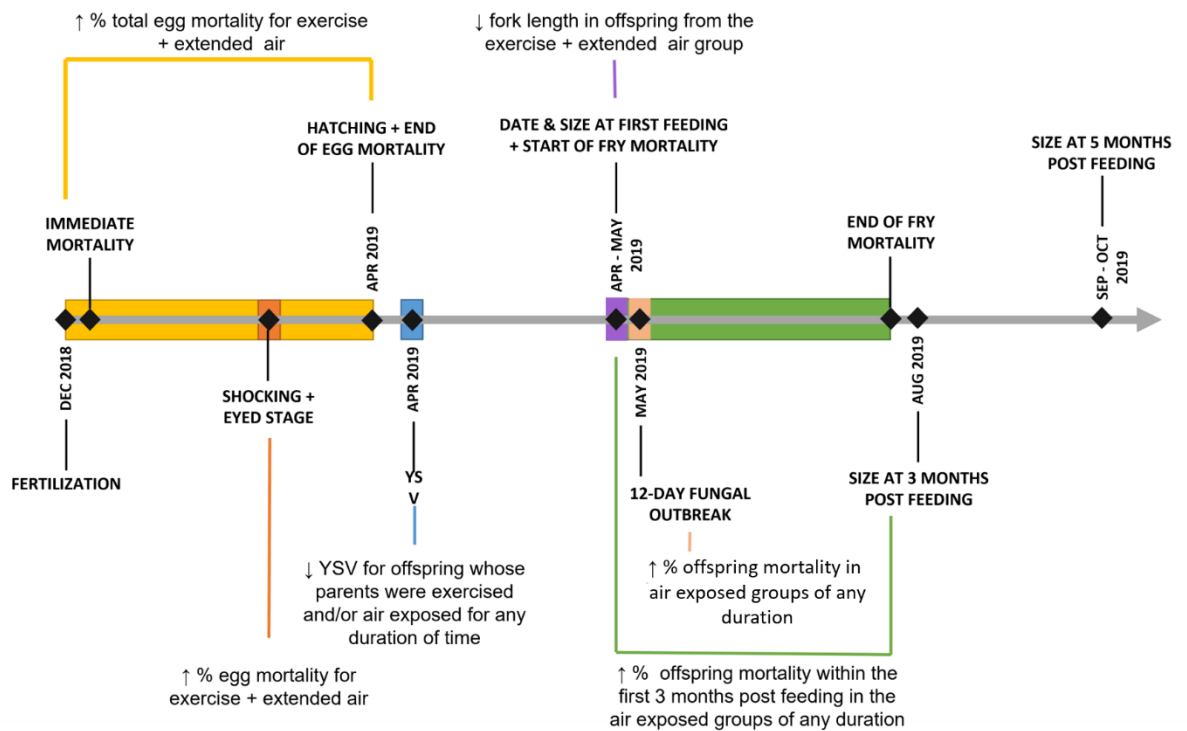 ↑ % total egg mortality for exercise
+ extended  air
↓ fork length in offspring from the
exercise + extended  air group
HATCHING + END
OF EGG MORTALITY
DATE & SIZE AT FIRST FEEDING
+ START OF FRY MORTALITY
SIZE AT 5 MONTHS
POST FEEDING
IMMEDIATE
MORTALITY
END OF FRY
MORTALITY
APR 2019
APR - MAY
2019
SEP - OCT
2019
DEC 2018
SHOCKING +
EYED STAGE
APR 2019
MAY 2019
AUG 2019
FERTILIZATION
YS
V
12-DAY FUNGAL
OUTBREAK
SIZE AT 3 MONTHS
POST FEEDING
↓ YSV for offspring whose
parents were exercised
and/or air exposed for any
duration of time
↑ % offspring mortality in
air exposed groups of any
duration
↑ % egg mortality for
exercise + extended air
↑ %  offspring mortality within the
first 3 months post feeding in the
air exposed groups of any duration